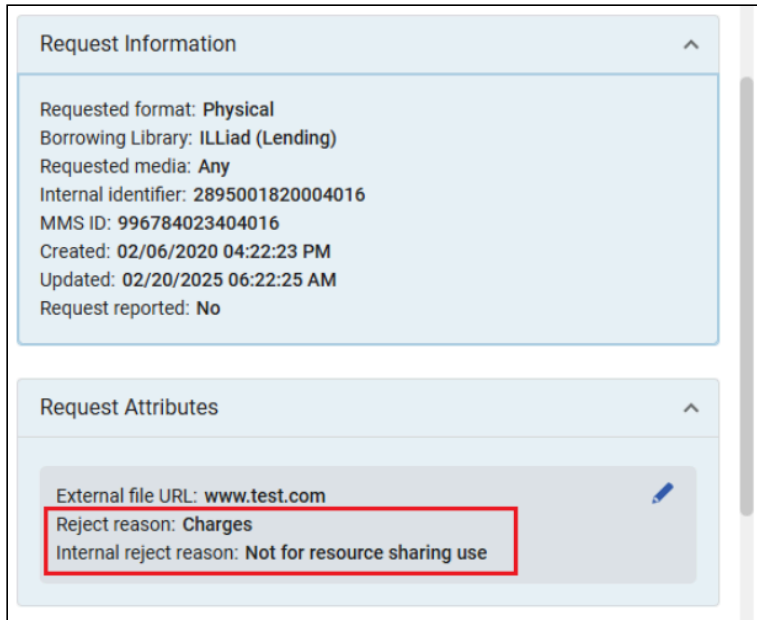 Request Information
Requested format: Physical
Borrowing Library: ILLiad (Lending)
Requested media: Any
Internal identifier: 2895001820004016
MMS ID: 996784023404016
Created: 02/06/2020 04:22:23 PM
Updated: 02/20/2025 06:22:25 AM
Request reported: No
Request Attributes
External file URL: www.test.com
Reject reason: Charges
Internal reject reason: Not for resource sharing use